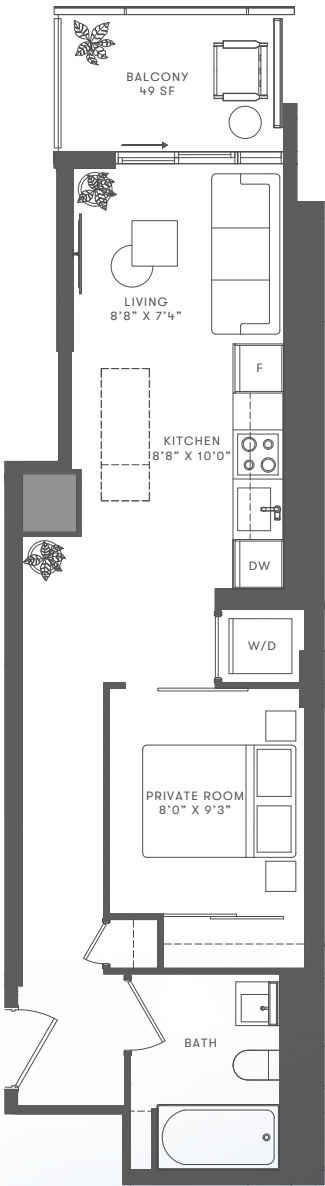 BALCONY
49 SF
LIVING
8'8" X 7'4"
F
KITCHEN
8'8" X 10'0"
DW
W/D
PRIVATE ROOM
8'0" X 9'3"
BATH